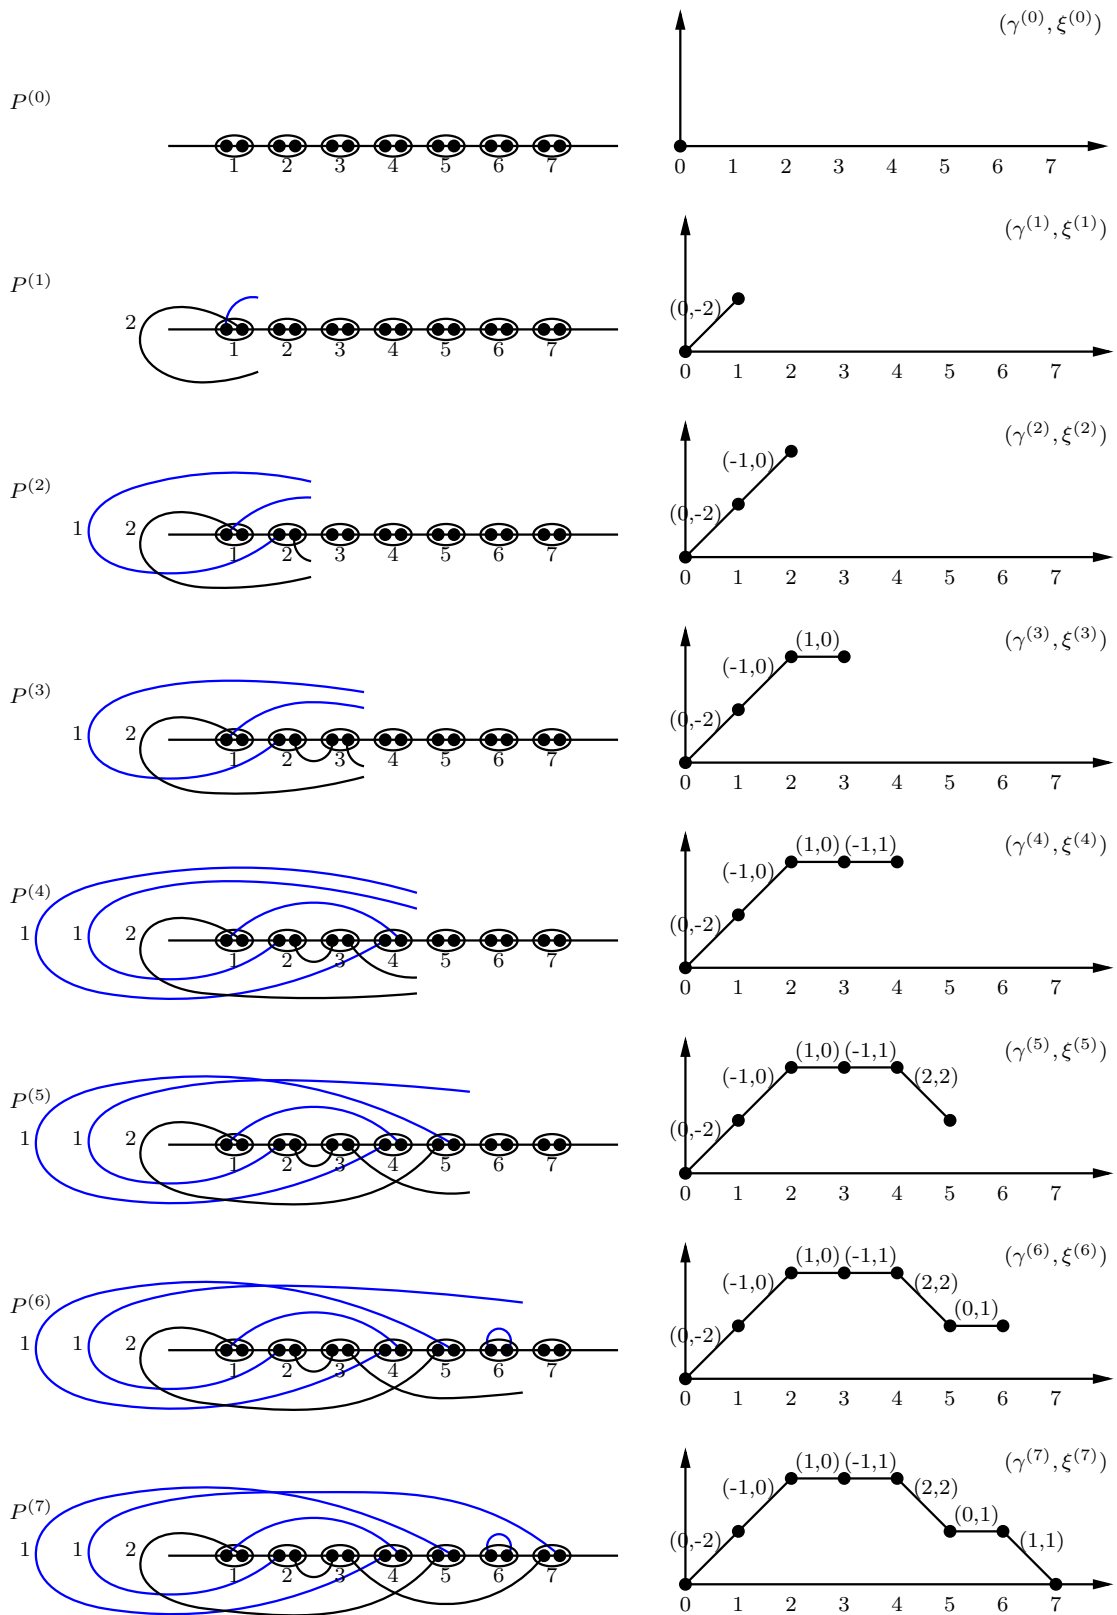 (γ^(0), ξ^(0))
P^(0)
1 2 3 4 5 6 7
0 1 2 3 4 5 6 7
(γ^(1), ξ^(1))
P^(1)
2
(0,-2)
1 2 3 4 5 6 7
0 1 2 3 4 5 6 7
(γ^(2), ξ^(2))
(-1,0)
P^(2)
1 2
(0,-2)
1 2 3 4 5 6 7
0 1 2 3 4 5 6 7
(γ^(3), ξ^(3))
(1,0)
(-1,0)
P^(3)
1 2
(0,-2)
1 2 3 4 5 6 7
0 1 2 3 4 5 6 7
(γ^(4), ξ^(4))
(1,0) (-1,1)
(-1,0)
P^(4)
1 1 2
(0,-2)
1 2 3 4 5 6 7
0 1 2 3 4 5 6 7
(γ^(5), ξ^(5))
(1,0) (-1,1)
(-1,0) (2,2)
P^(5)
1 1 2
(0,-2)
1 2 3 4 5 6 7
0 1 2 3 4 5 6 7
(γ^(6), ξ^(6))
(1,0) (-1,1)
(-1,0) (2,2)
P^(6)
(0,1)
1 1 2
(0,-2)
1 2 3 4 5 6 7
0 1 2 3 4 5 6 7
(γ^(7), ξ^(7))
(1,0) (-1,1)
(-1,0) (2,2)
P^(7)
(0,1)
1 1 2
(0,-2) (1,1)
1 2 3 4 5 6 7
0 1 2 3 4 5 6 7